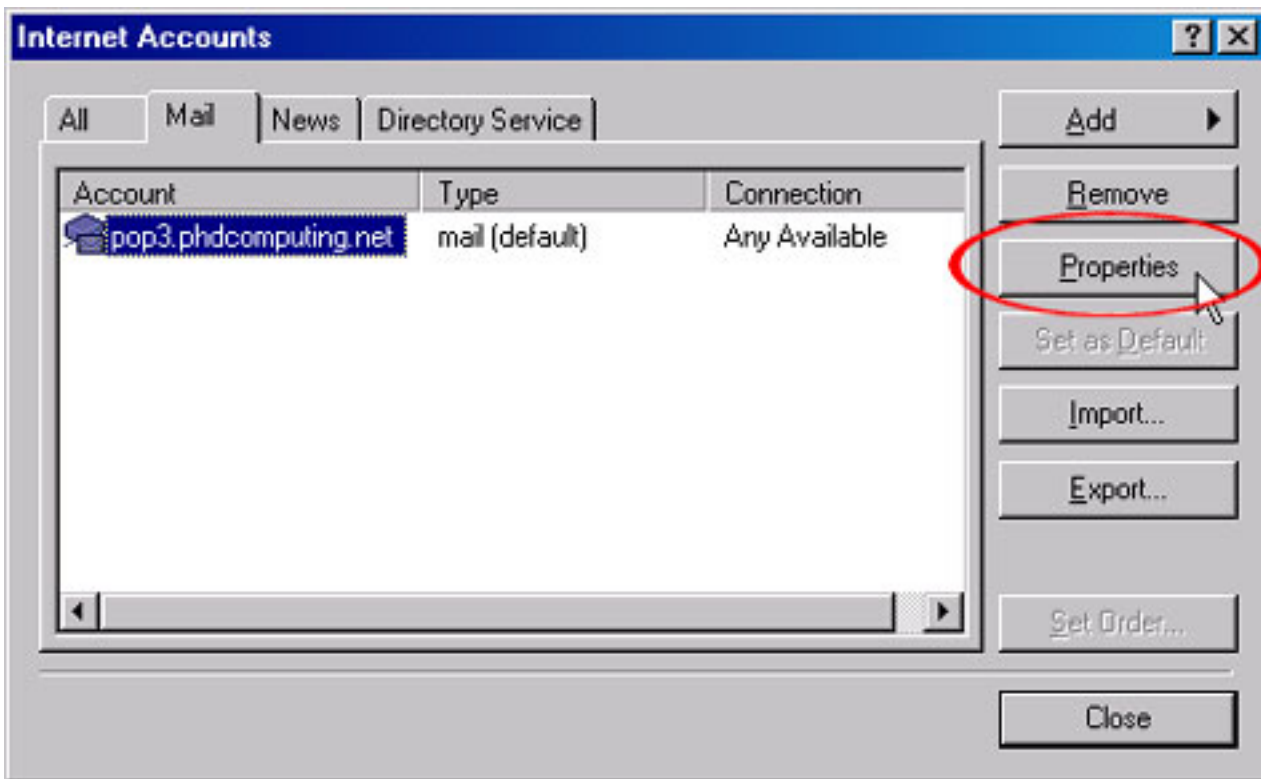 Internet Accounts
All Mail News Directory Service
Add
Account Type Connection
Remove
pop3.phdcomputing.net mail (default) Any Available
Properties
Set as Default
Import...
Export...
Set Order...
Close